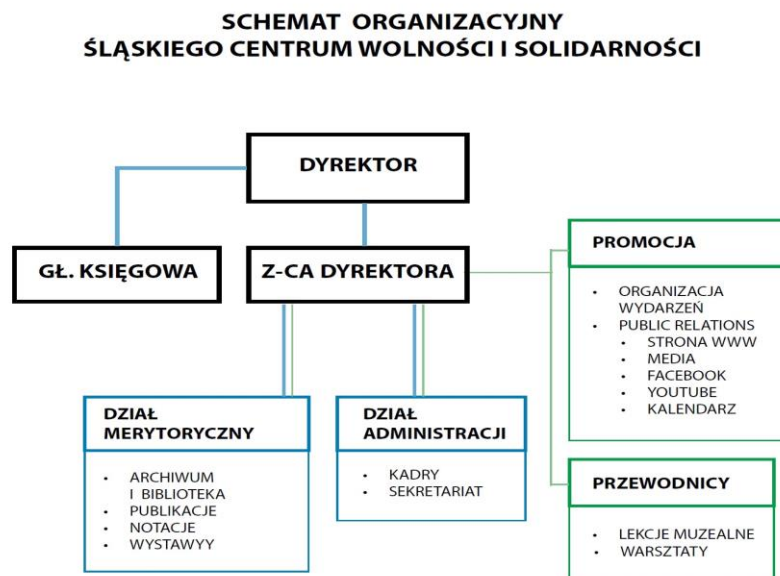 SCHEMAT ORGANIZACYJNY
ŚLĄSKIEGO CENTRUM WOLNOŚCI I SOLIDARNOŚCI
DYREKTOR
GŁ. KSIĘGOWA
Z-CA DYREKTORA
PROMOCJA
• ORGANIZACJA
WYDARZEŃ
• PUBLIC RELATIONS
• STRONA WWW
• MEDIA
• FACEBOOK
• YOUTUBE
• KALENDARZ
DZIAŁ
MERYTORYCZNY
• ARCHIWUM
I BIBLIOTEKA
• PUBLIKACJE
• NOTACJE
• WYSTAWYY
DZIAŁ
ADMINISTRACJI
• KADRY
• SEKRETARIAT
PRZEWODNICY
• LEKCJE MUZEALNE
• WARSZTATY